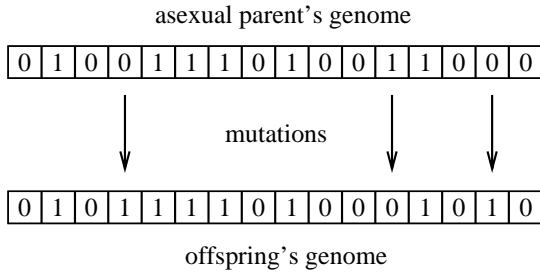 asexual parent's genome
0 1 0 0 1 1 1 0 1 0 0 1 1 0 0 0
mutations
0 1 0 1 1 1 1 0 1 0 0 0 1 0 1 0
offspring's genome